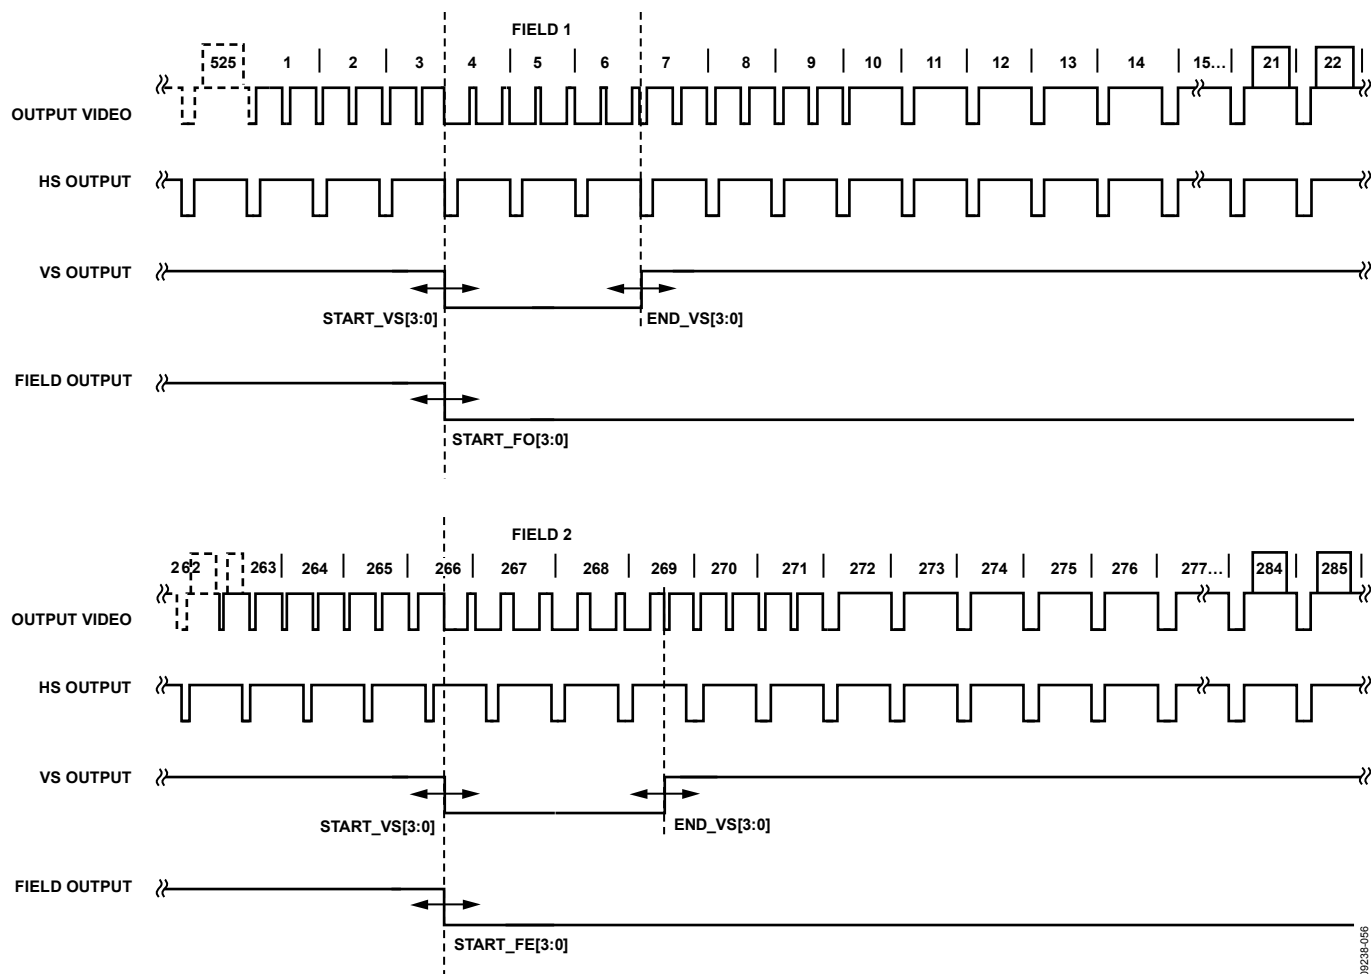 FIELD 1
525 1 2 3 4 5 6 7 8 9 10 11 12 13 14 15... 21 22
OUTPUT VIDEO
HS OUTPUT
VS OUTPUT
START_VS[3:0] END_VS[3:0]
FIELD OUTPUT
START_FO[3:0]
FIELD 2
262 263 264 265 266 267 268 269 270 271 272 273 274 275 276 277... 284 285
OUTPUT VIDEO
HS OUTPUT
VS OUTPUT
START_VS[3:0] END_VS[3:0]
FIELD OUTPUT
START_FE[3:0]
09238-056